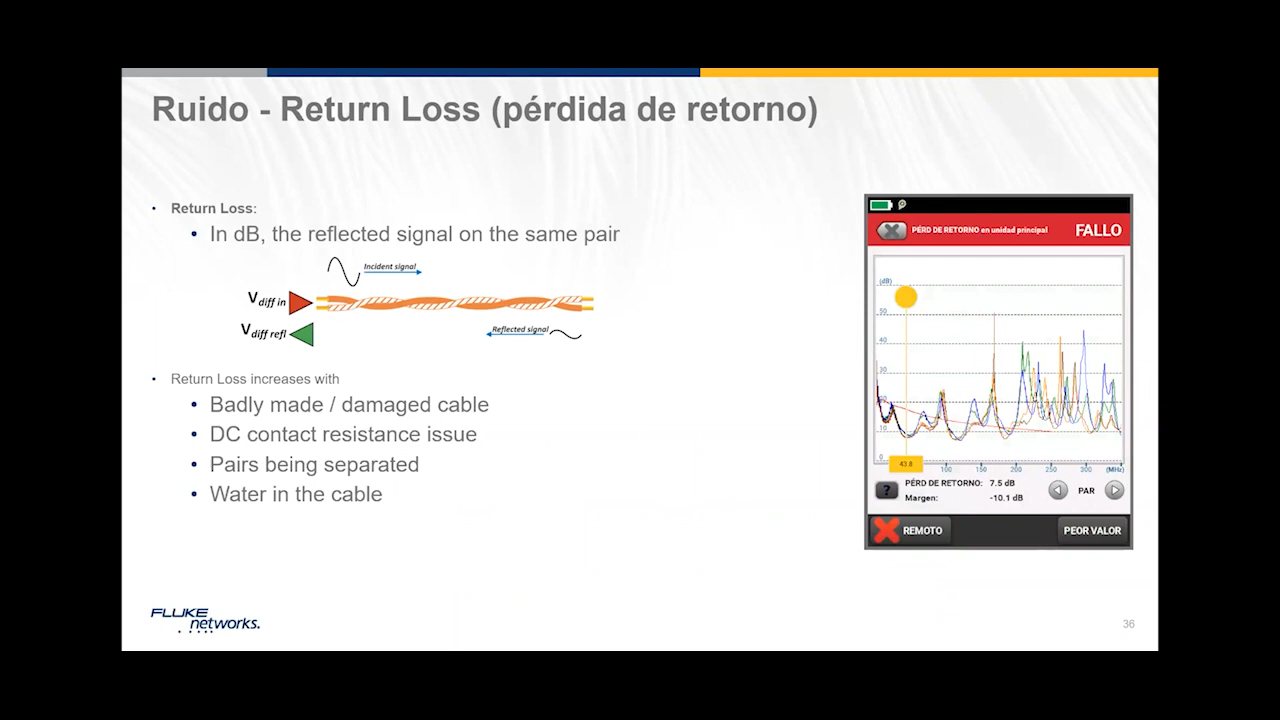 Ruido - Return Loss (pérdida de retorno)
• Return Loss:
• In dB, the reflected signal on the same pair
Incident signal
V diff in
V diff refl
Reflected signal
• Return Loss increases with
• Badly made / damaged cable
• DC contact resistance issue
• Pairs being separated
• Water in the cable
PÉRD DE RETORNO en unidad principal FALLO
(dB)
50
40
30
20
10
0
43.8 100 150 200 250 300 (MHz)
? PÉRD DE RETORNO: 7.5 dB
Margen: -10.1 dB
PAR
REMOTO PEOR VALOR
FLUKE
networks.
36